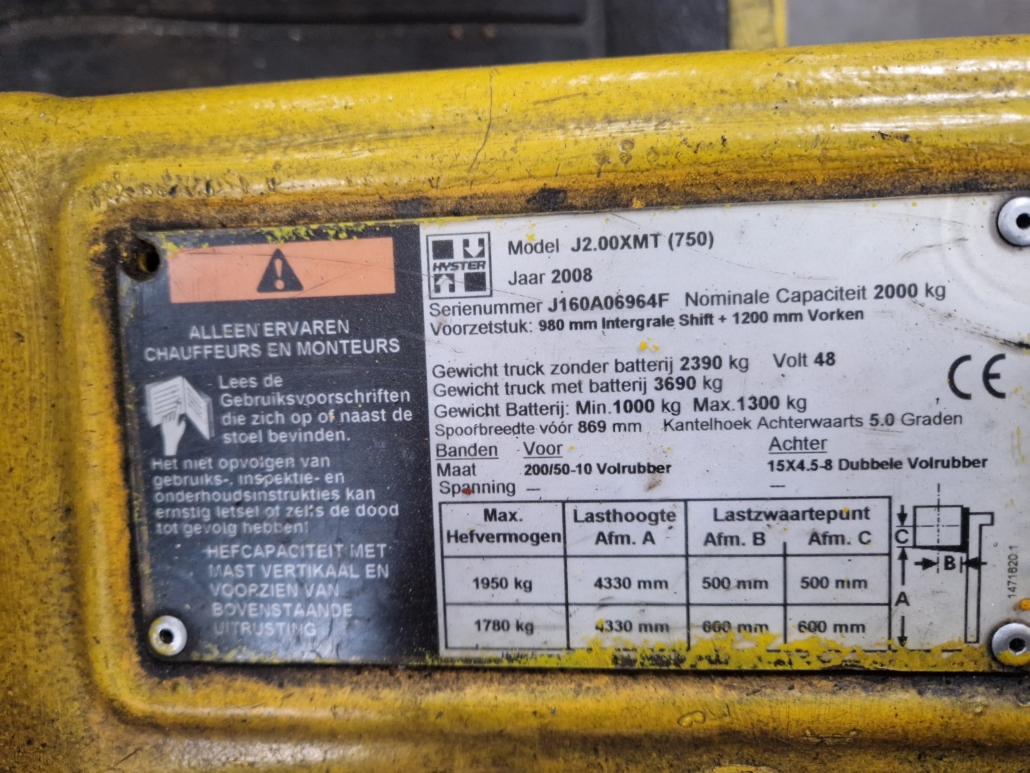 ALLEEN ERVAREN
CHAUFFEURS EN MONTEURS
Lees de
Gebruiksvoorschriften
die zich op of naast de
stoel bevinden.
Het niet opvolgen van
gebruiks-, inspektie- en
onderhoudsinstrukties kan
ernstig letsel of zelfs de dood
tot gevolg hebben!
HEFCAPACITEIT MET
MAST VERTIKAAL EN
VOORZIEN VAN
BOVENSTAANDE
UITRUSTING
HYSTER
Model J2.00XMT (750)
Jaar 2008
Serienummer J160A06964F Nominale Capaciteit 2000 kg
Voorzetstuk: 980 mm Intergrale Shift + 1200 mm Vorken
Gewicht truck zonder batterij 2390 kg Volt 48
Gewicht truck met batterij 3690 kg
Gewicht Batterij: Min.1000 kg Max.1300 kg
CE
Spoorbreedte vóór 869 mm Kantelhoek Achterwaarts 5.0 Graden
Banden Voor Achter
Maat 200/50-10 Volrubber 15X4.5-8 Dubbele Volrubber
Spanning — —
Max. Lasthoogte Lastzwaartepunt
Hefvermogen Afm. A Afm. B Afm. C
1950 kg 4330 mm 500 mm 500 mm
1780 kg 4330 mm 600 mm 600 mm
C
B
A
1471620.1